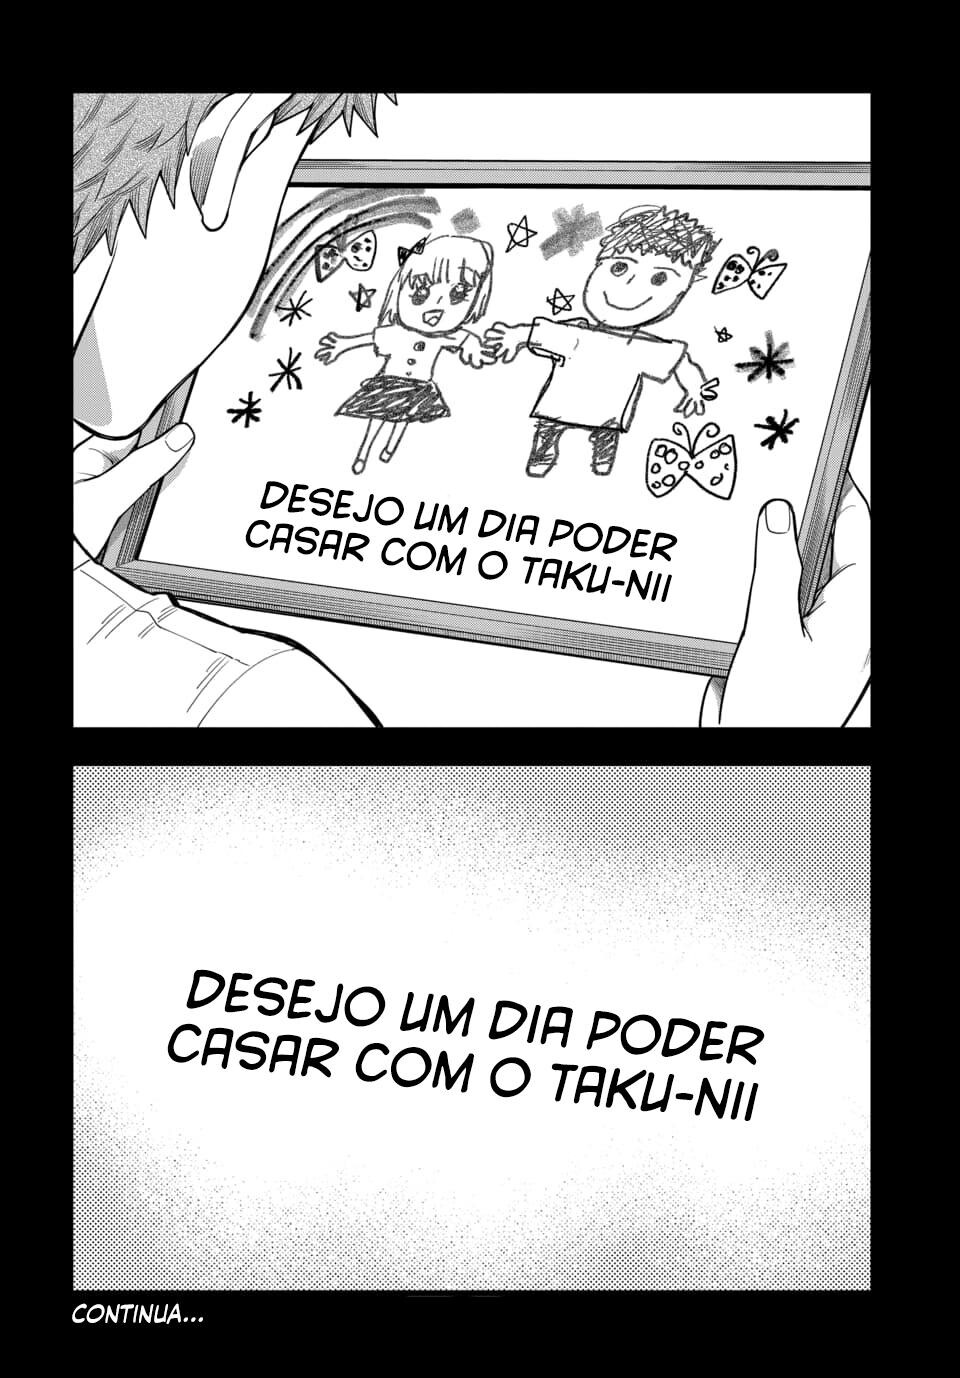 DESEJO UM DIA PODER
CASAR COM O TAKU-NII
DESEJO UM DIA PODER
CASAR COM O TAKU-NII
CONTINUA...